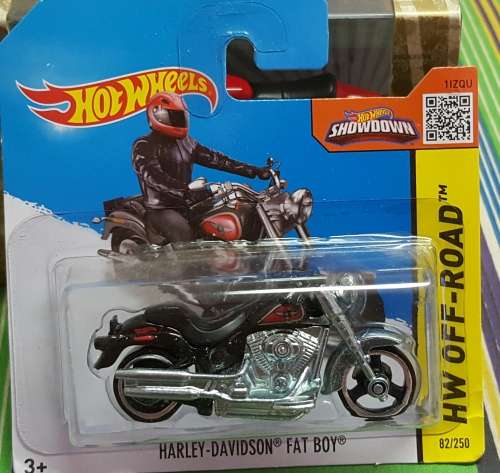 HOT WHEELS
1IZQU
Hot Wheels
SHOWDOWN
HW OFF-ROAD™
82/250
HARLEY-DAVIDSON® FAT BOY®
3+